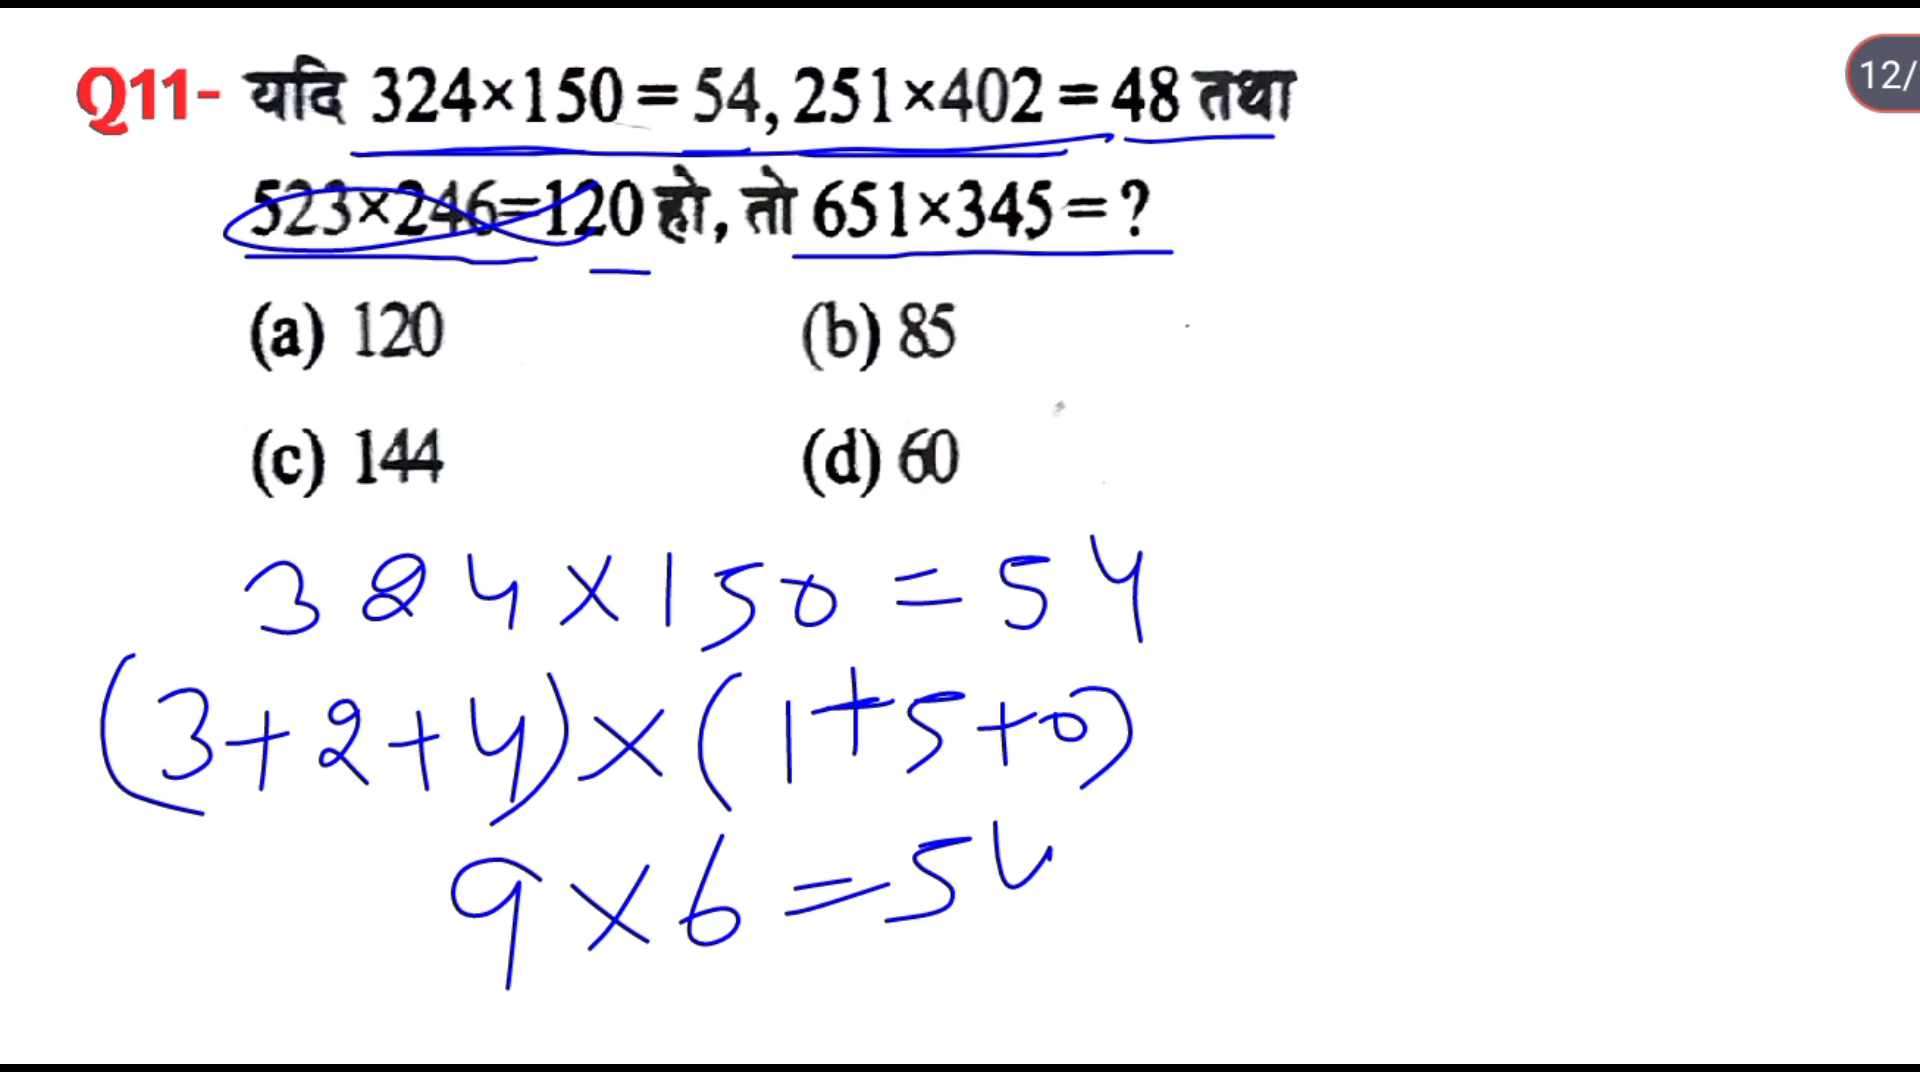 Q11- यदि 324×150=54, 251×402=48 तथा
12/
523×246=120 हो, तो 651×345=?
(a) 120 (b) 85
(c) 144 (d) 60
324×150=54
(3+2+4)×(1+5+0)
9×6=54